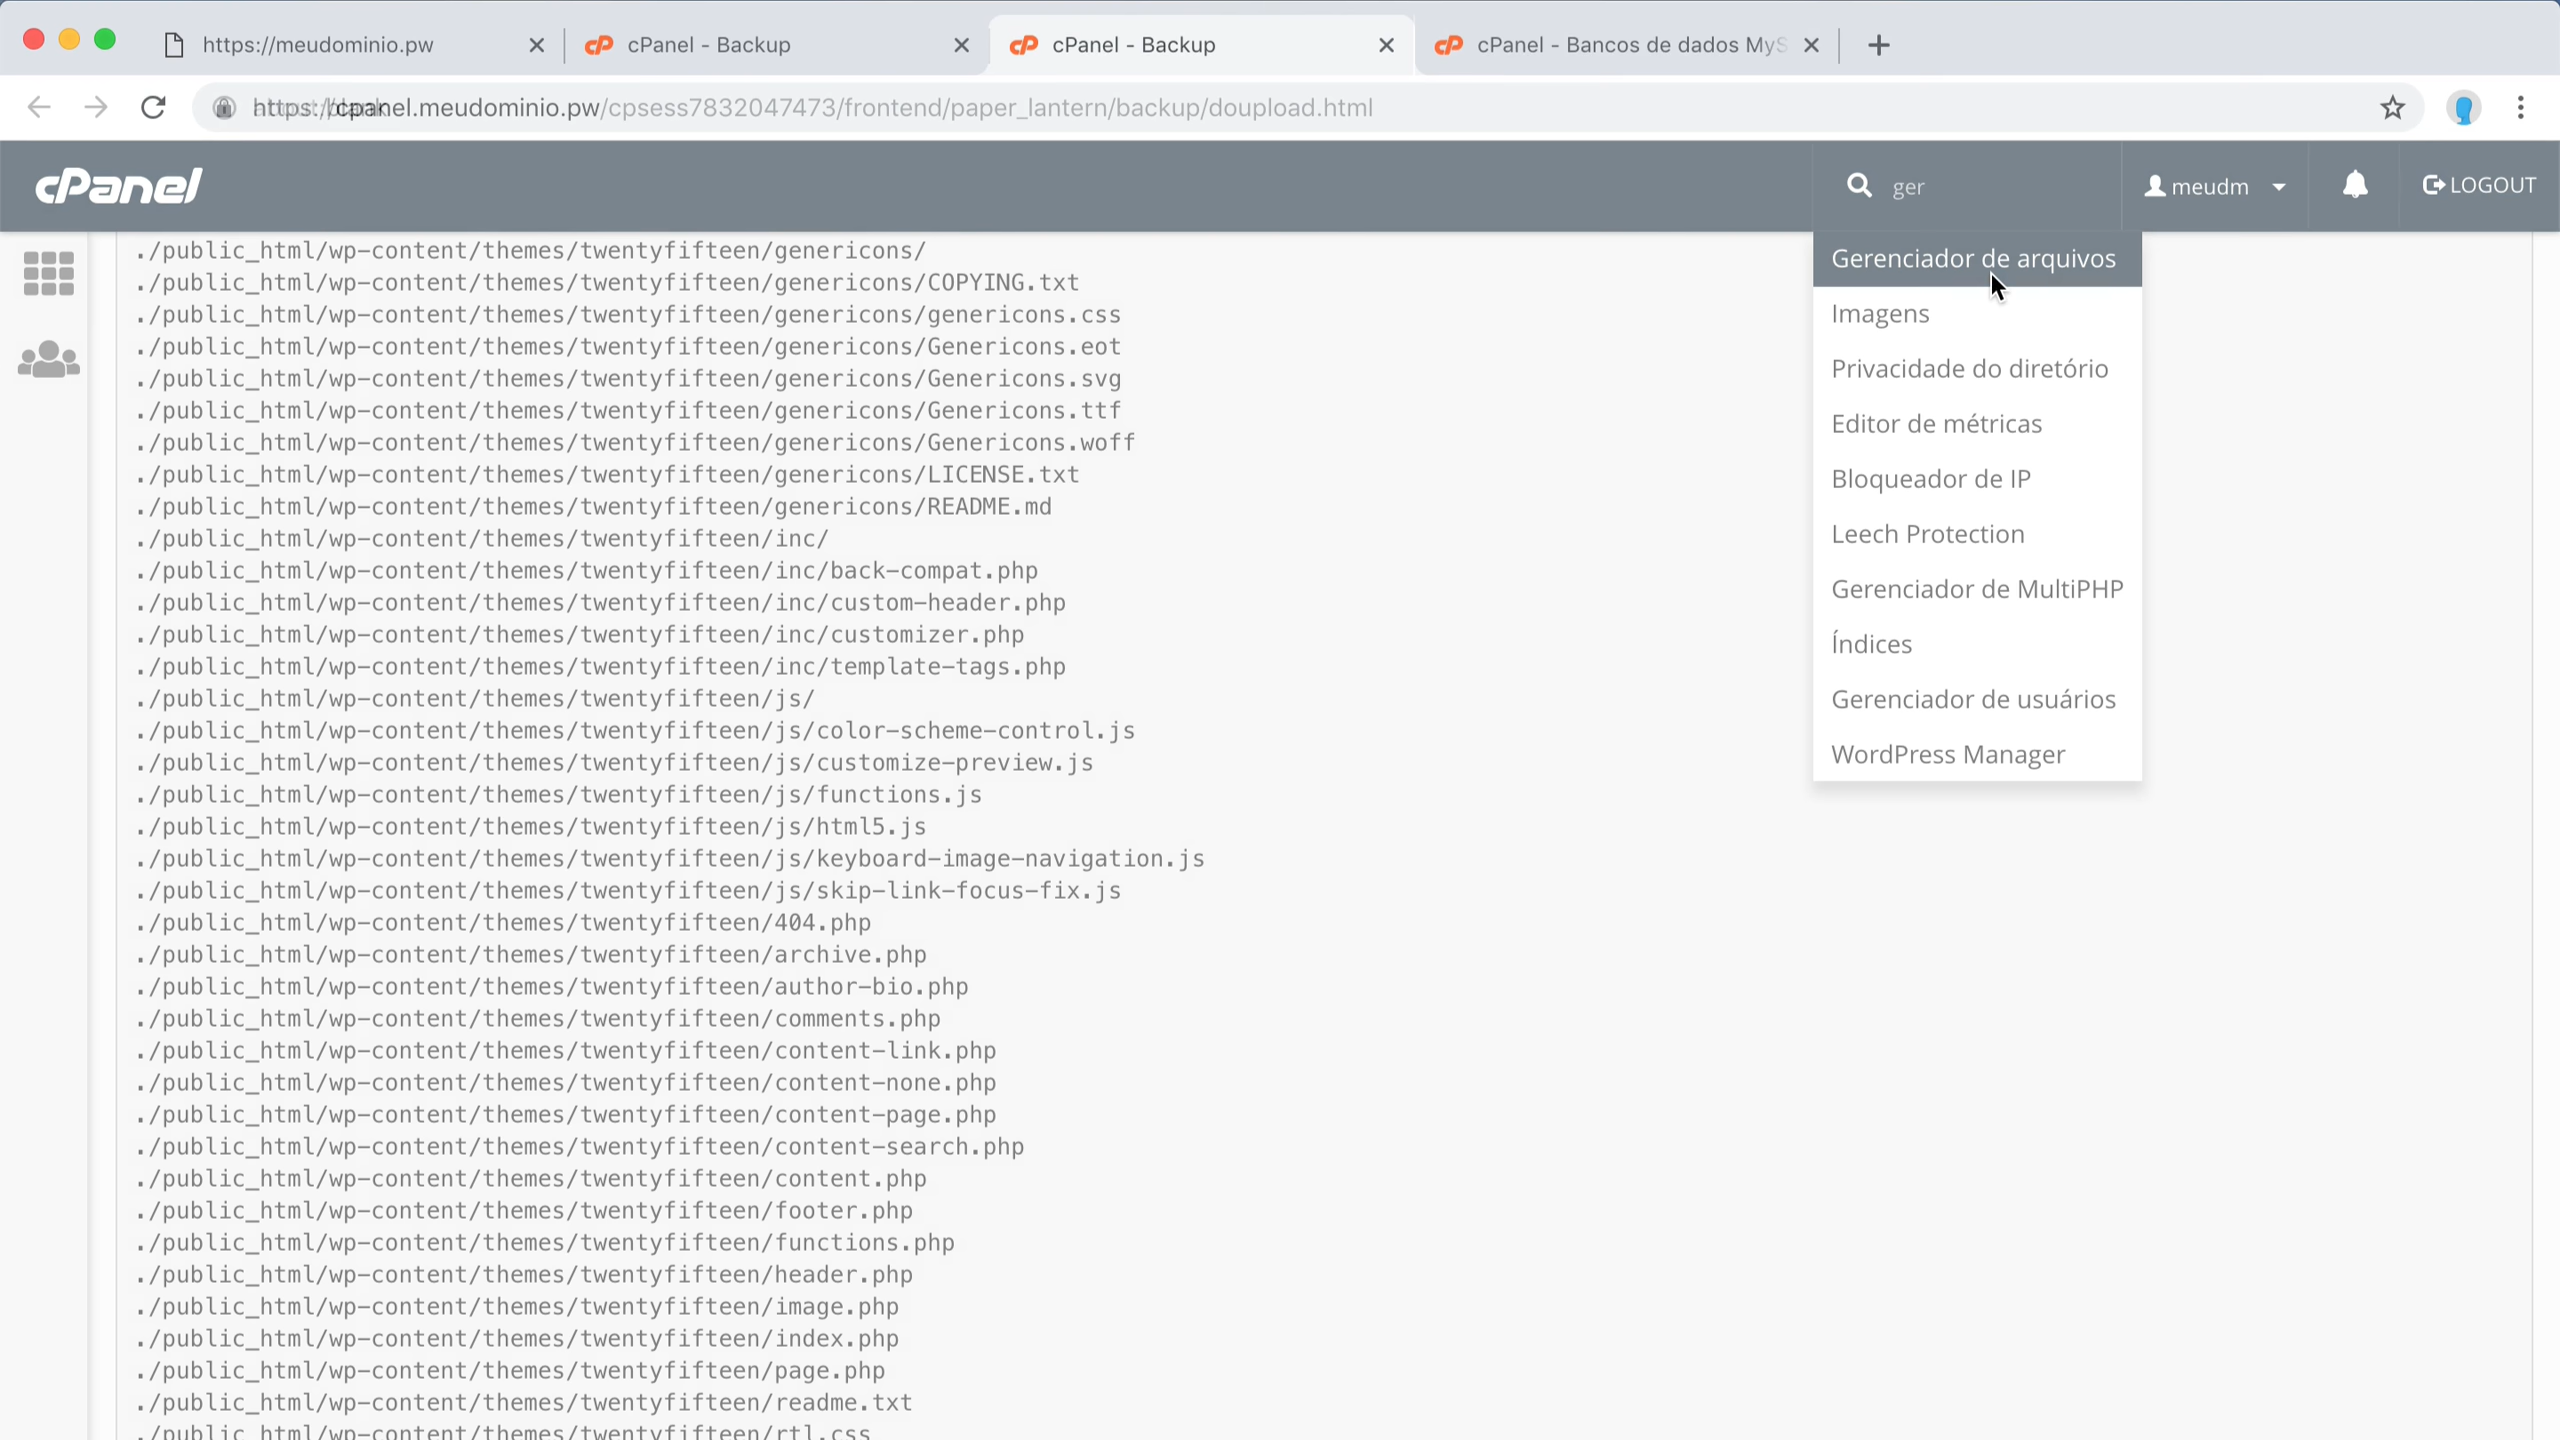 https://meudominio.pw
cPanel - Backup
cPanel - Backup
cPanel - Bancos de dados MyS
cpanel.meudominio.pw/cpsess7832047473/frontend/paper_lantern/backup/doupload.html
cPanel
ger
meudm
LOGOUT
./public_html/wp-content/themes/twentyfifteen/genericons/
./public_html/wp-content/themes/twentyfifteen/genericons/COPYING.txt
./public_html/wp-content/themes/twentyfifteen/genericons/genericons.css
./public_html/wp-content/themes/twentyfifteen/genericons/Genericons.eot
./public_html/wp-content/themes/twentyfifteen/genericons/Genericons.svg
./public_html/wp-content/themes/twentyfifteen/genericons/Genericons.ttf
./public_html/wp-content/themes/twentyfifteen/genericons/Genericons.woff
./public_html/wp-content/themes/twentyfifteen/genericons/LICENSE.txt
./public_html/wp-content/themes/twentyfifteen/genericons/README.md
./public_html/wp-content/themes/twentyfifteen/inc/
./public_html/wp-content/themes/twentyfifteen/inc/back-compat.php
./public_html/wp-content/themes/twentyfifteen/inc/custom-header.php
./public_html/wp-content/themes/twentyfifteen/inc/customizer.php
./public_html/wp-content/themes/twentyfifteen/inc/template-tags.php
./public_html/wp-content/themes/twentyfifteen/js/
./public_html/wp-content/themes/twentyfifteen/js/color-scheme-control.js
./public_html/wp-content/themes/twentyfifteen/js/customize-preview.js
./public_html/wp-content/themes/twentyfifteen/js/functions.js
./public_html/wp-content/themes/twentyfifteen/js/html5.js
./public_html/wp-content/themes/twentyfifteen/js/keyboard-image-navigation.js
./public_html/wp-content/themes/twentyfifteen/js/skip-link-focus-fix.js
./public_html/wp-content/themes/twentyfifteen/404.php
./public_html/wp-content/themes/twentyfifteen/archive.php
./public_html/wp-content/themes/twentyfifteen/author-bio.php
./public_html/wp-content/themes/twentyfifteen/comments.php
./public_html/wp-content/themes/twentyfifteen/content-link.php
./public_html/wp-content/themes/twentyfifteen/content-none.php
./public_html/wp-content/themes/twentyfifteen/content-page.php
./public_html/wp-content/themes/twentyfifteen/content-search.php
./public_html/wp-content/themes/twentyfifteen/content.php
./public_html/wp-content/themes/twentyfifteen/footer.php
./public_html/wp-content/themes/twentyfifteen/functions.php
./public_html/wp-content/themes/twentyfifteen/header.php
./public_html/wp-content/themes/twentyfifteen/image.php
./public_html/wp-content/themes/twentyfifteen/index.php
./public_html/wp-content/themes/twentyfifteen/page.php
./public_html/wp-content/themes/twentyfifteen/readme.txt
./public_html/wp-content/themes/twentyfifteen/rtl.css
Gerenciador de arquivos
Imagens
Privacidade do diretório
Editor de métricas
Bloqueador de IP
Leech Protection
Gerenciador de MultiPHP
Índices
Gerenciador de usuários
WordPress Manager